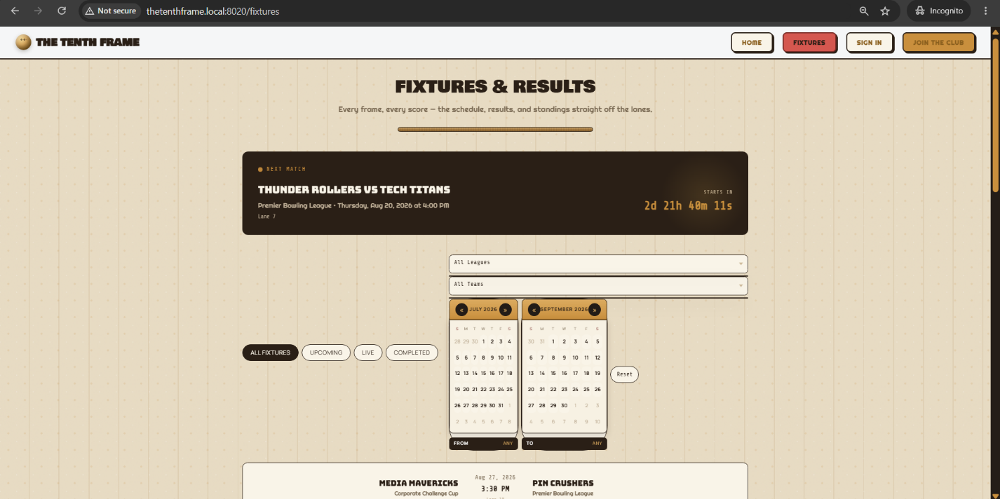 Not secure
thetenthframe.local:8020/fixtures
Incognito
THE TENTH FRAME
HOME
FIXTURES
SIGN IN
JOIN THE CLUB
FIXTURES & RESULTS
Every frame, every score — the schedule, results, and standings straight off the lanes.
NEXT MATCH
THUNDER ROLLERS VS TECH TITANS
Premier Bowling League • Thursday, Aug 20, 2026 at 4:00 PM
Lane 7
STARTS IN
2d 21h 40m 11s
All Leagues
All Teams
ALL FIXTURES
UPCOMING
LIVE
COMPLETED
« JULY 2026 »
S M T W T F S
28 29 30 1 2 3 4
5 6 7 8 9 10 11
12 13 14 15 16 17 18
19 20 21 22 23 24 25
26 27 28 29 30 31 1
2 3 4 5 6 7 8
FROM ANY
« SEPTEMBER 2026 »
S M T W T F S
30 31 1 2 3 4 5
6 7 8 9 10 11 12
13 14 15 16 17 18 19
20 21 22 23 24 25 26
27 28 29 30 1 2 3
4 5 6 7 8 9 10
TO ANY
Reset
MEDIA MAVERICKS
Corporate Challenge Cup
Aug 27, 2026
3:30 PM
PIN CRUSHERS
Premier Bowling League